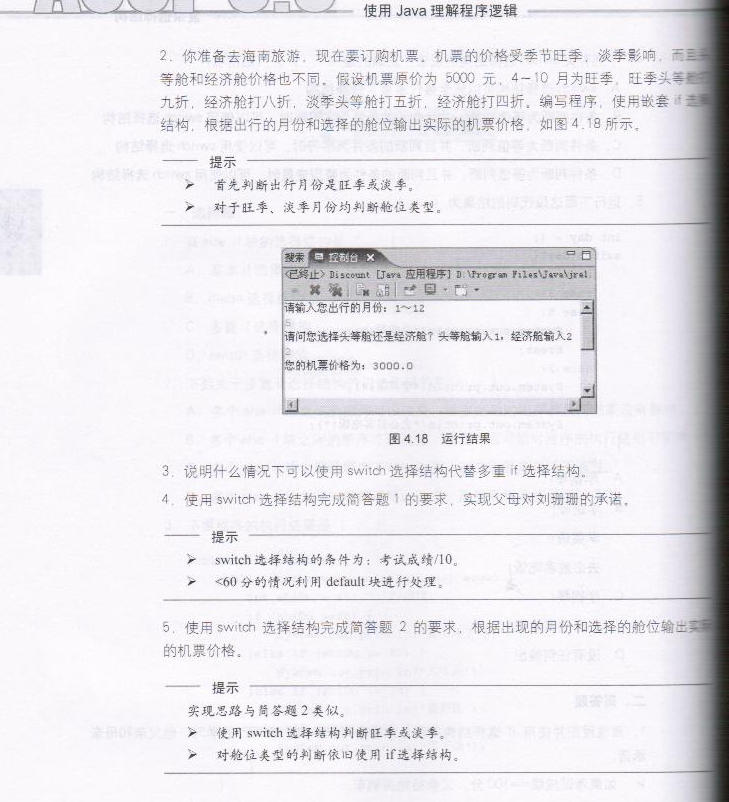 使用 Java 理解程序逻辑
2. 你准备去海南旅游，现在要订购机票。机票的价格受季节旺季、淡季影响，而且头
等舱和经济舱价格也不同。假设机票原价为 5000 元，4～10 月为旺季，旺季头等舱打
九折，经济舱打八折，淡季头等舱打五折，经济舱打四折。编写程序，使用嵌套 if 选择
结构，根据出行的月份和选择的舱位输出实际的机票价格，如图4.18 所示。
提示
➢ 首先判断出行月份是旺季或淡季。
➢ 对于旺季、淡季月份均判断舱位类型。
搜索 控制台
<已终止> Discount [Java 应用程序] D:\Program Files\Java\jre1.
请输入您出行的月份：1～12
5
请问您选择头等舱还是经济舱？头等舱输入1，经济舱输入2
2
您的机票价格为：3000.0
图4.18 运行结果
3. 说明什么情况下可以使用 switch 选择结构代替多重 if 选择结构。
4. 使用 switch 选择结构完成简答题 1 的要求，实现父母对刘珊珊的承诺。
提示
➢ switch 选择结构的条件为：考试成绩/10。
➢ <60 分的情况利用 default 块进行处理。
5. 使用 switch 选择结构完成简答题 2 的要求，根据出现的月份和选择的舱位输出实际
的机票价格。
提示
实现思路与简答题 2 类似。
➢ 使用 switch 选择结构判断旺季或淡季。
➢ 对舱位类型的判断依旧使用 if 选择结构。